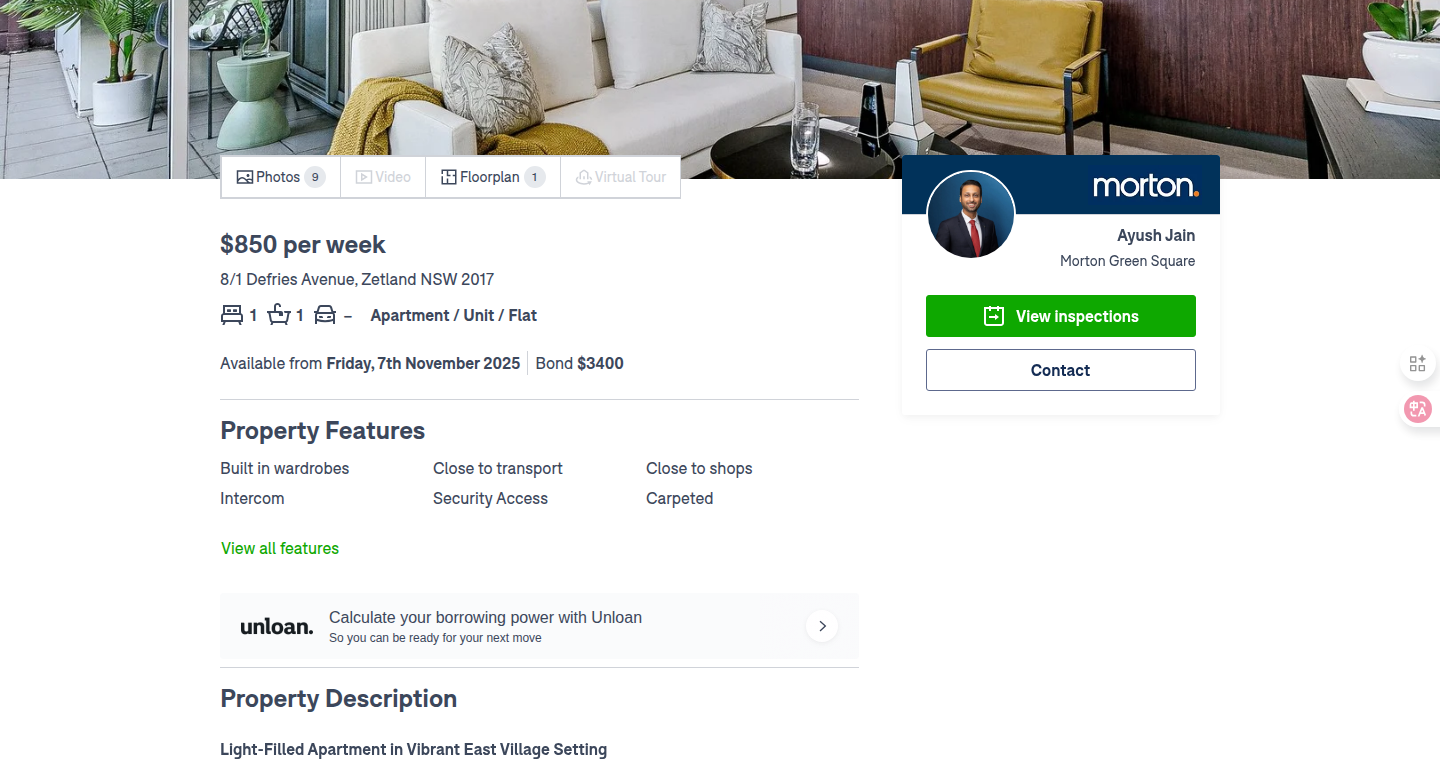 Photos 9 Video Floorplan 1 Virtual Tour
morton.
Ayush Jain
Morton Green Square
View inspections
Contact
$850 per week
8/1 Defries Avenue, Zetland NSW 2017
1 1 – Apartment / Unit / Flat
Available from Friday, 7th November 2025 Bond $3400
Property Features
Built in wardrobes Close to transport Close to shops
Intercom Security Access Carpeted
View all features
unloan. Calculate your borrowing power with Unloan
So you can be ready for your next move
Property Description
Light-Filled Apartment in Vibrant East Village Setting
中 A